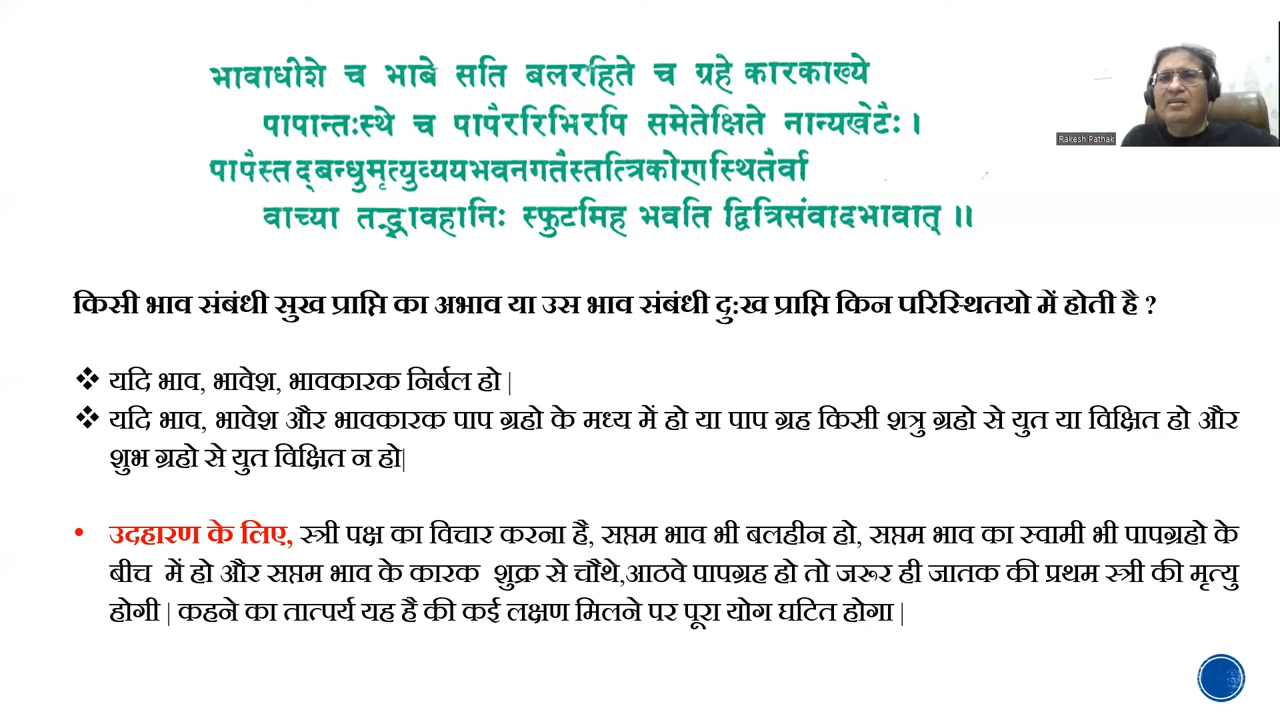 भावाधीशे च भाबे सति बलरहिते च ग्रहे कारकाख्ये
पापान्तःस्थे च पापैररिभिरपि समेतेक्षिते नान्यखेटैः ।
पापैस्तद्बन्धुमृत्युव्ययभवनगतैस्तत्त्रिकोणस्थितैर्वा
वाच्या तद्भावहानिः स्फुटमिह भवति द्वित्रिसंवादभावात् ॥
Rakesh Pathak
किसी भाव संबंधी सुख प्राप्ति का अभाव या उस भाव संबंधी दु:ख प्राप्ति किन परिस्थितयो में होती है ?
❖ यदि भाव, भावेश, भावकारक निर्बल हो |
❖ यदि भाव, भावेश और भावकारक पाप ग्रहो के मध्य में हो या पाप ग्रह किसी शत्रु ग्रहो से युत या विक्षित हो और
शुभ ग्रहो से युत विक्षित न हो|
• उदहारण के लिए, स्त्री पक्ष का विचार करना है, सप्तम भाव भी बलहीन हो, सप्तम भाव का स्वामी भी पापग्रहो के
बीच में हो और सप्तम भाव के कारक शुक्र से चौथे,आठवे पापग्रह हो तो जरूर ही जातक की प्रथम स्त्री की मृत्यु
होगी | कहने का तात्पर्य यह है की कई लक्षण मिलने पर पूरा योग घटित होगा |